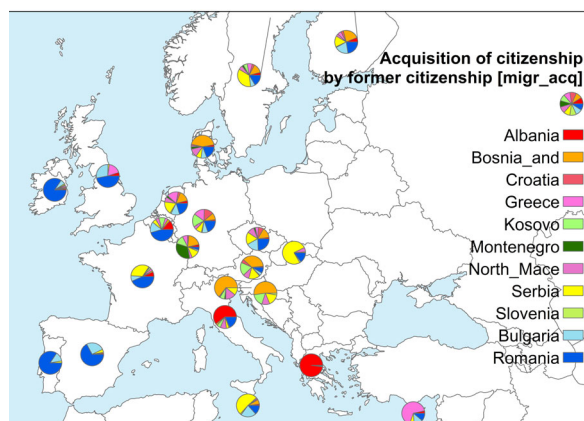 Acquisition of citizenship
by former citizenship [migr_acq]
Albania
Bosnia_and
Croatia
Greece
Kosovo
Montenegro
North_Mace
Serbia
Slovenia
Bulgaria
Romania